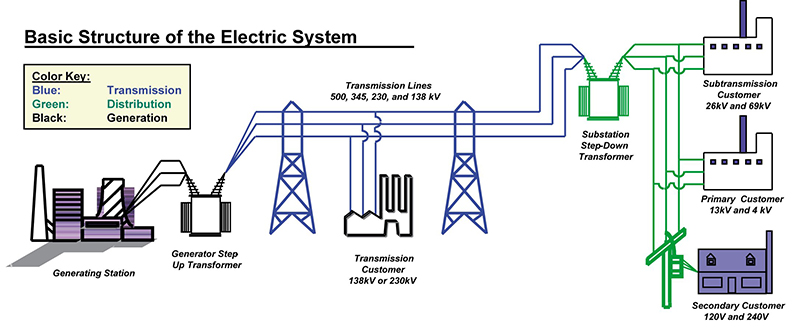 Basic Structure of the Electric System
Color Key:
Blue: Transmission
Green: Distribution
Black: Generation
Transmission Lines
500, 345, 230, and 138 kV
Subtransmission
Customer
26kV and 69kV
Substation
Step-Down
Transformer
Primary Customer
13kV and 4 kV
Generating Station
Generator Step
Up Transformer
Transmission
Customer
138kV or 230kV
Secondary Customer
120V and 240V